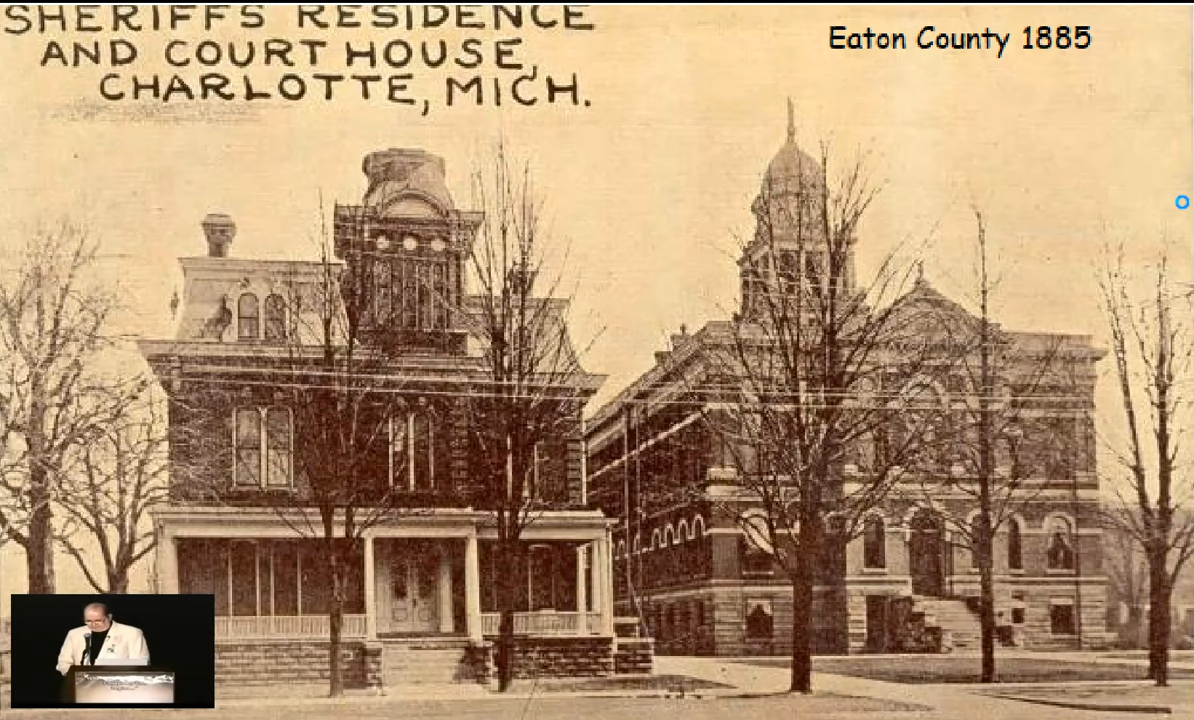 SHERIFFS RESIDENCE
AND COURT HOUSE,
CHARLOTTE, MICH.
Eaton County 1885